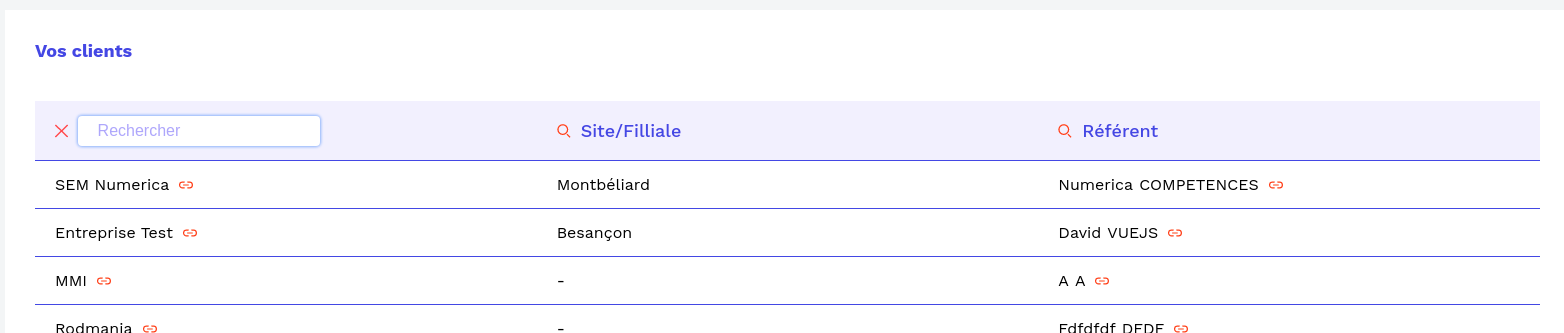 Vos clients
Rechercher Site/Filliale Référent
SEM Numerica Montbéliard Numerica COMPETENCES
Entreprise Test Besançon David VUEJS
MMI - A A
Rodmania - Fdfdfdf DFDF